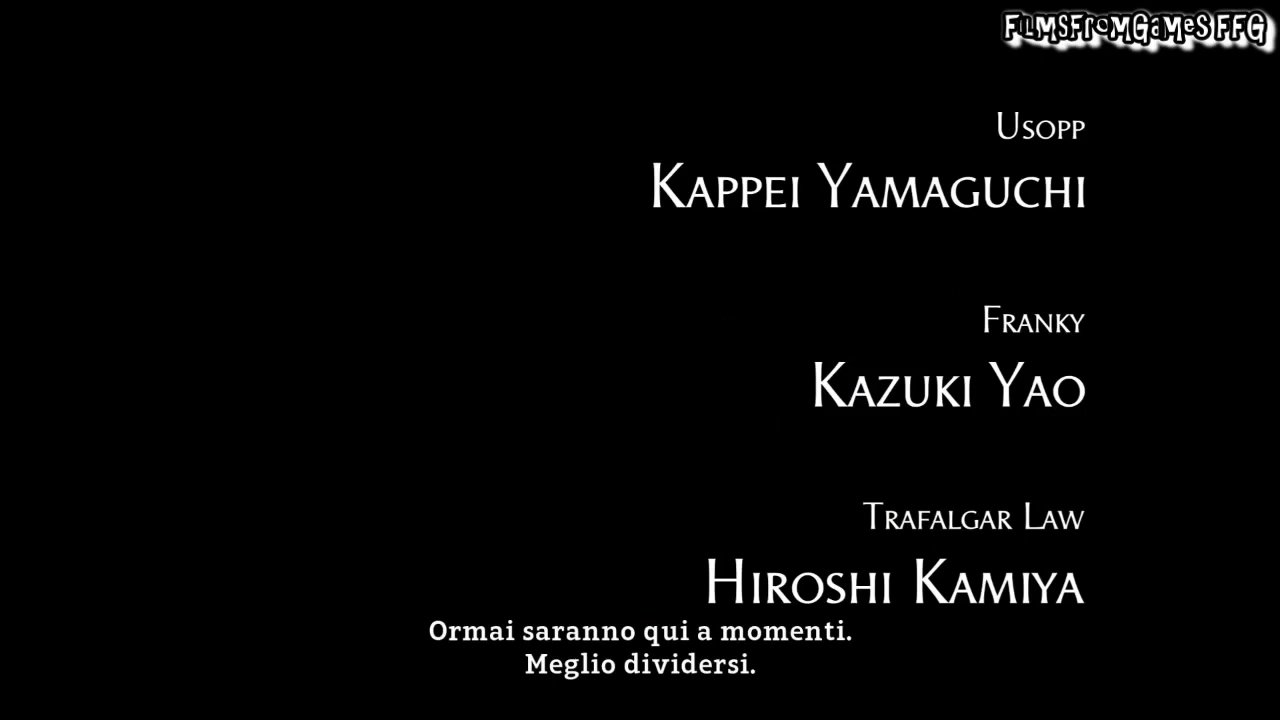 FilmsFromGames FFG
Usopp
Kappei Yamaguchi
Franky
Kazuki Yao
Trafalgar Law
Hiroshi Kamiya
Ormai saranno qui a momenti.
Meglio dividersi.